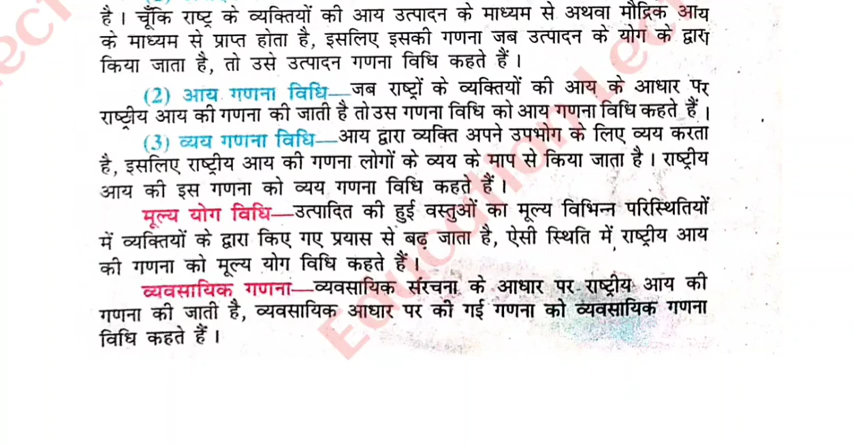 है। चूँकि राष्ट्र के व्यक्तियों की आय उत्पादन के माध्यम से अथवा मौद्रिक आय
के माध्यम से प्राप्त होता है, इसलिए इसकी गणना जब उत्पादन के योग के द्वारा
किया जाता है, तो उसे उत्पादन गणना विधि कहते हैं।
(2) आय गणना विधि—जब राष्ट्रों के व्यक्तियों की आय के आधार पर
राष्ट्रीय आय की गणना की जाती है तो उस गणना विधि को आय गणना विधि कहते हैं।
(3) व्यय गणना विधि—आय द्वारा व्यक्ति अपने उपभोग के लिए व्यय करता
है, इसलिए राष्ट्रीय आय की गणना लोगों के व्यय के माप से किया जाता है। राष्ट्रीय
आय की इस गणना को व्यय गणना विधि कहते हैं।
मूल्य योग विधि—उत्पादित की हुई वस्तुओं का मूल्य विभिन्न परिस्थितियों
में व्यक्तियों के द्वारा किए गए प्रयास से बढ़ जाता है, ऐसी स्थिति में राष्ट्रीय आय
की गणना को मूल्य योग विधि कहते हैं।
व्यवसायिक गणना—व्यवसायिक संरचना के आधार पर राष्ट्रीय आय की
गणना की जाती है, व्यवसायिक आधार पर की गई गणना को व्यवसायिक गणना
विधि कहते हैं।
Education Lect